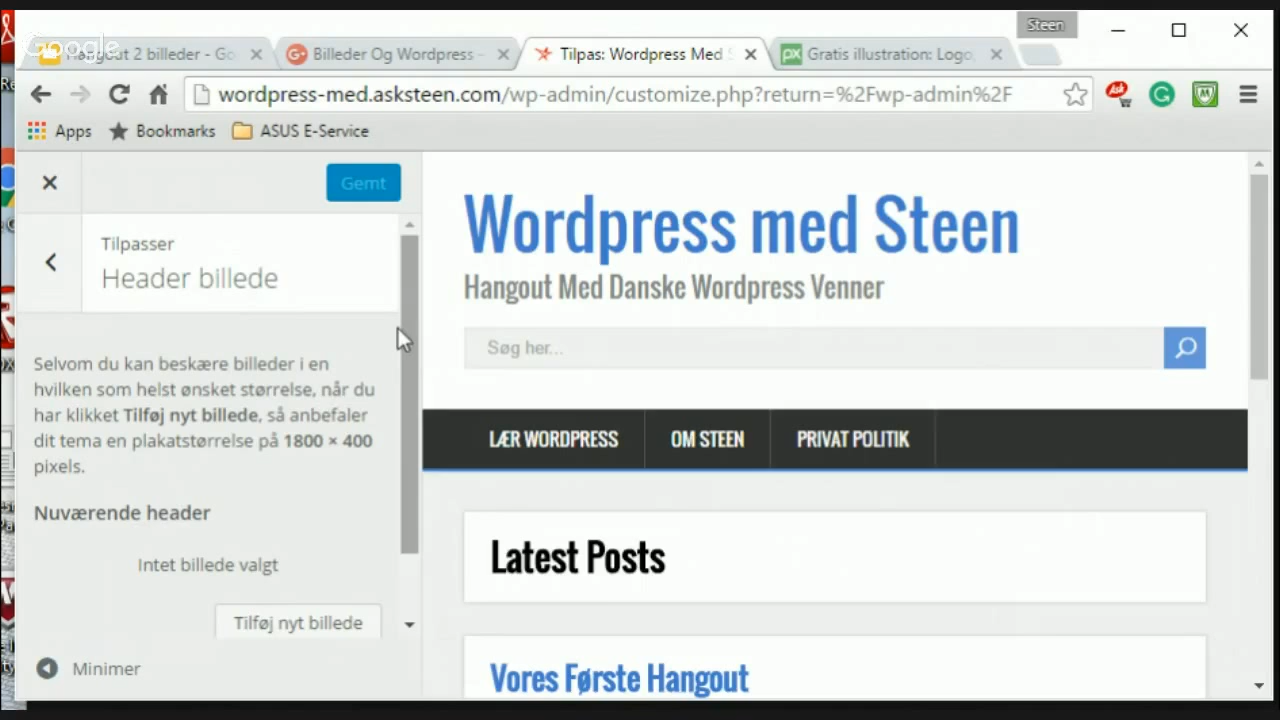 Steen
Google
Hangout 2 billeder - Go
Billeder Og Wordpress -
Tilpas: Wordpress Med S
Gratis illustration: Logo,
wordpress-med.asksteen.com/wp-admin/customize.php?return=%2Fwp-admin%2F
Apps
Bookmarks
ASUS E-Service
Gemt
Tilpasser
Header billede
Selvom du kan beskære billeder i en
hvilken som helst ønsket størrelse, når du
har klikket Tilføj nyt billede, så anbefaler
dit tema en plakatstørrelse på 1800 × 400
pixels.
Nuværende header
Intet billede valgt
Tilføj nyt billede
Minimer
Wordpress med Steen
Hangout Med Danske Wordpress Venner
Søg her...
LÆR WORDPRESS
OM STEEN
PRIVAT POLITIK
Latest Posts
Vores Første Hangout